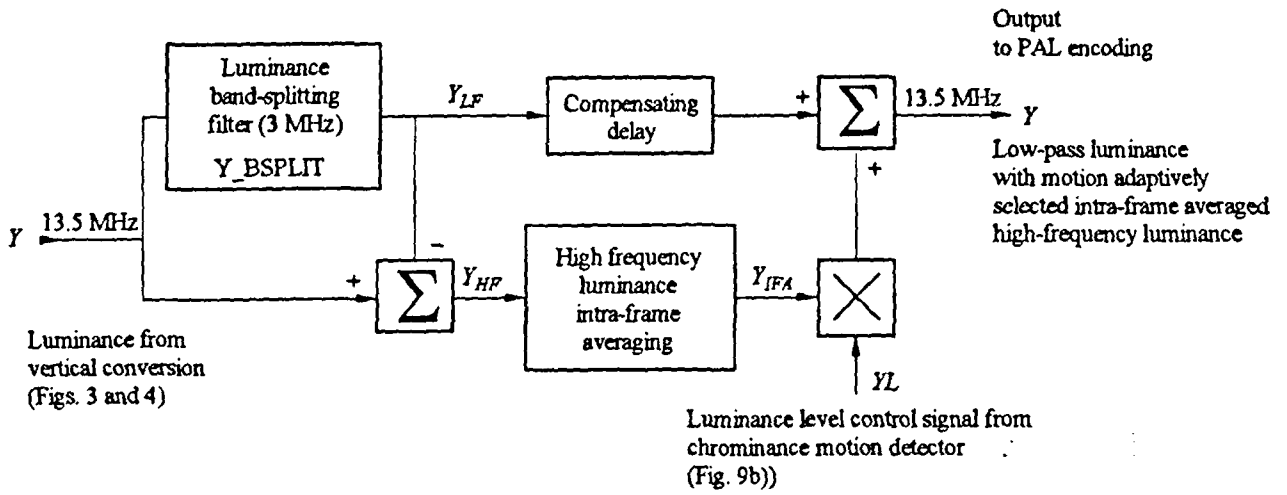 Output
to PAL encoding
Luminance
band-splitting
filter (3 MHz)
Y_BSPLIT
Y_LF
Compensating
delay
+
Σ
13.5 MHz
Y
+
Low-pass luminance
with motion adaptively
selected intra-frame averaged
high-frequency luminance
Y
13.5 MHz
−
+
Σ
Y_HF
High frequency
luminance
intra-frame
averaging
Y_IFA
YL
Luminance from
vertical conversion
(Figs. 3 and 4)
Luminance level control signal from
chrominance motion detector
(Fig. 9b))